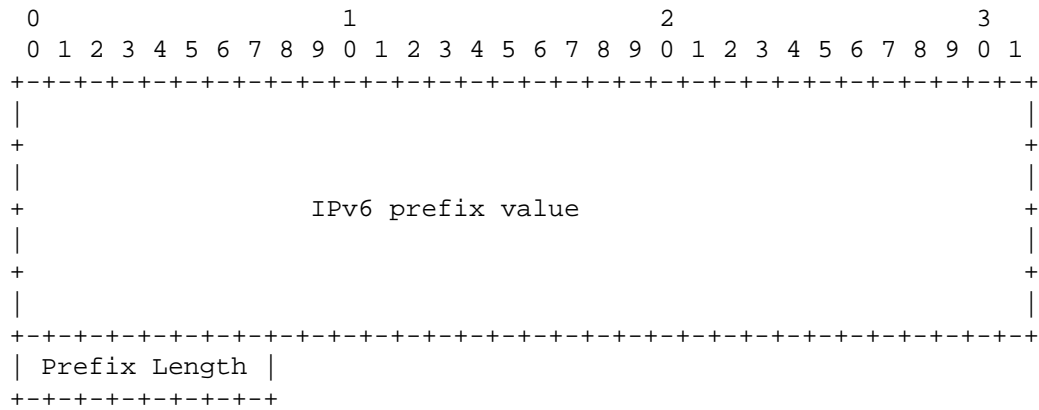 0                   1                   2                   3
 0 1 2 3 4 5 6 7 8 9 0 1 2 3 4 5 6 7 8 9 0 1 2 3 4 5 6 7 8 9 0 1
+-+-+-+-+-+-+-+-+-+-+-+-+-+-+-+-+-+-+-+-+-+-+-+-+-+-+-+-+-+-+-+-+
|                                                               |
+                                                               +
|                                                               |
+                  IPv6 prefix value                            +
|                                                               |
+                                                               +
|                                                               |
+-+-+-+-+-+-+-+-+-+-+-+-+-+-+-+-+-+-+-+-+-+-+-+-+-+-+-+-+-+-+-+-+
| Prefix Length |
+-+-+-+-+-+-+-+-+